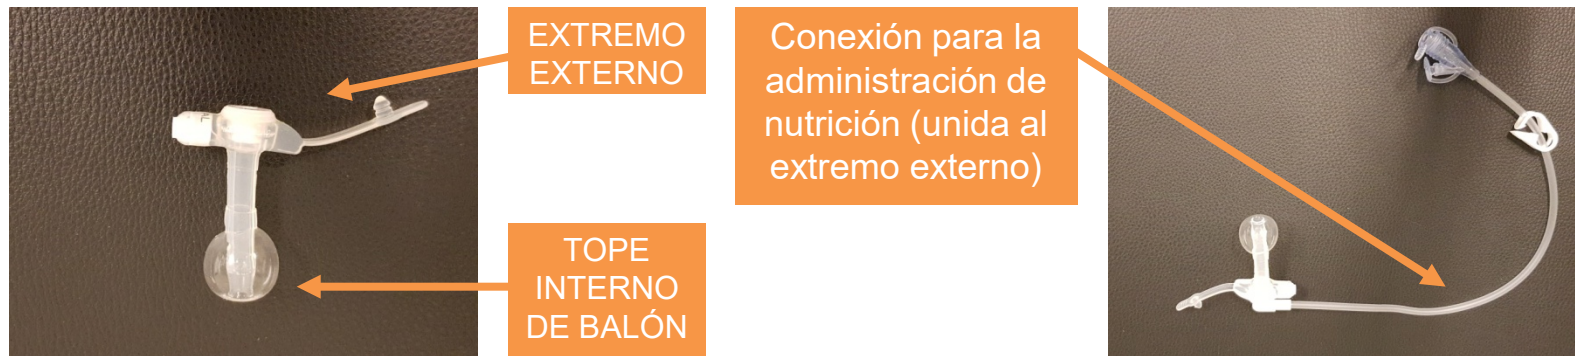 EXTREMO
EXTERNO
TOPE
INTERNO
DE BALÓN
Conexión para la
administración de
nutrición (unida al
extremo externo)